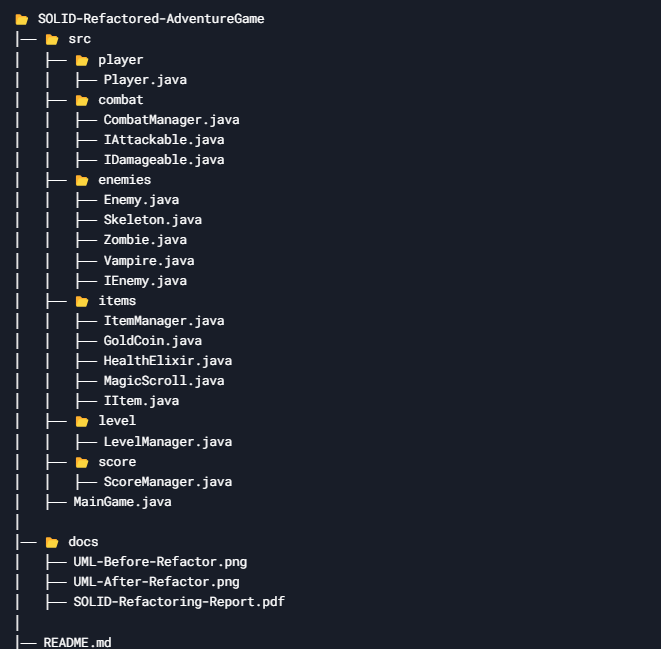 SOLID-Refactored-AdventureGame
src
player
Player.java
combat
CombatManager.java
IAttackable.java
IDamageable.java
enemies
Enemy.java
Skeleton.java
Zombie.java
Vampire.java
IEnemy.java
items
ItemManager.java
GoldCoin.java
HealthElixir.java
MagicScroll.java
IItem.java
level
LevelManager.java
score
ScoreManager.java
MainGame.java
docs
UML-Before-Refactor.png
UML-After-Refactor.png
SOLID-Refactoring-Report.pdf
README.md